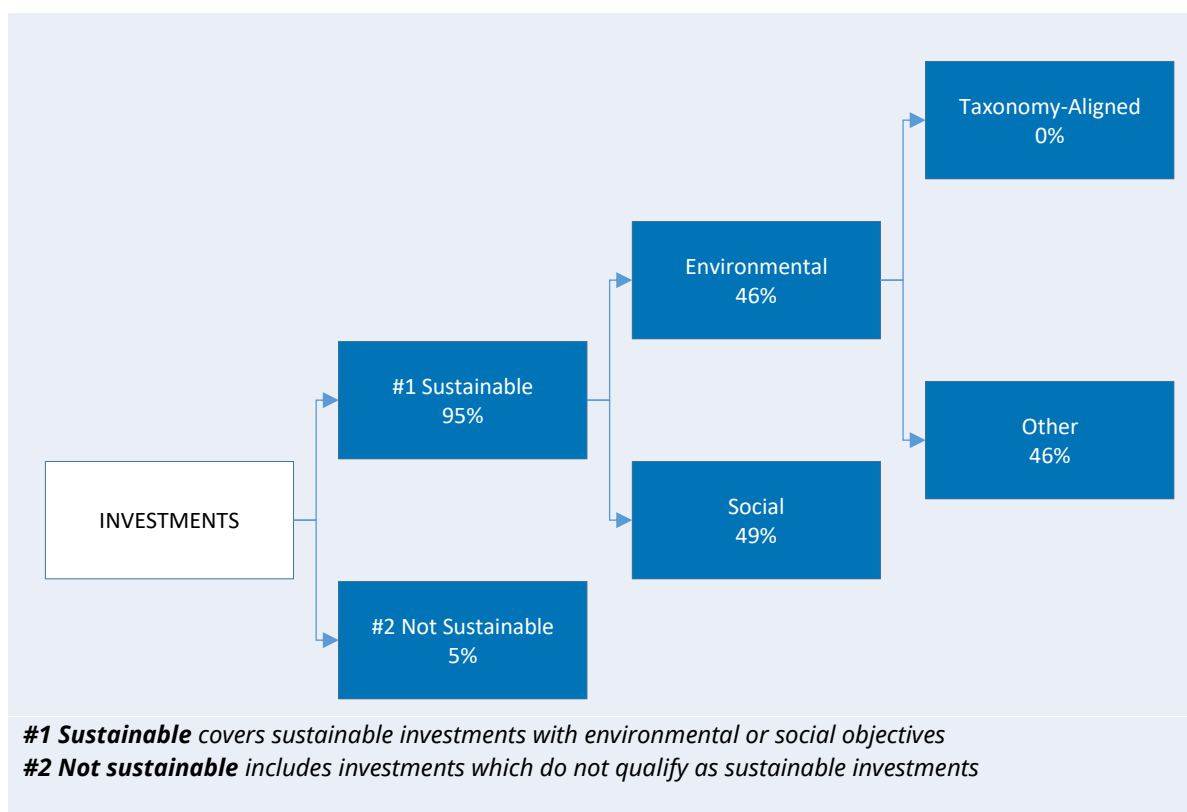 Taxonomy-Aligned
0%
Environmental
46%
#1 Sustainable
95%
Other
46%
INVESTMENTS
Social
49%
#2 Not Sustainable
5%
#1 Sustainable covers sustainable investments with environmental or social objectives
#2 Not sustainable includes investments which do not qualify as sustainable investments